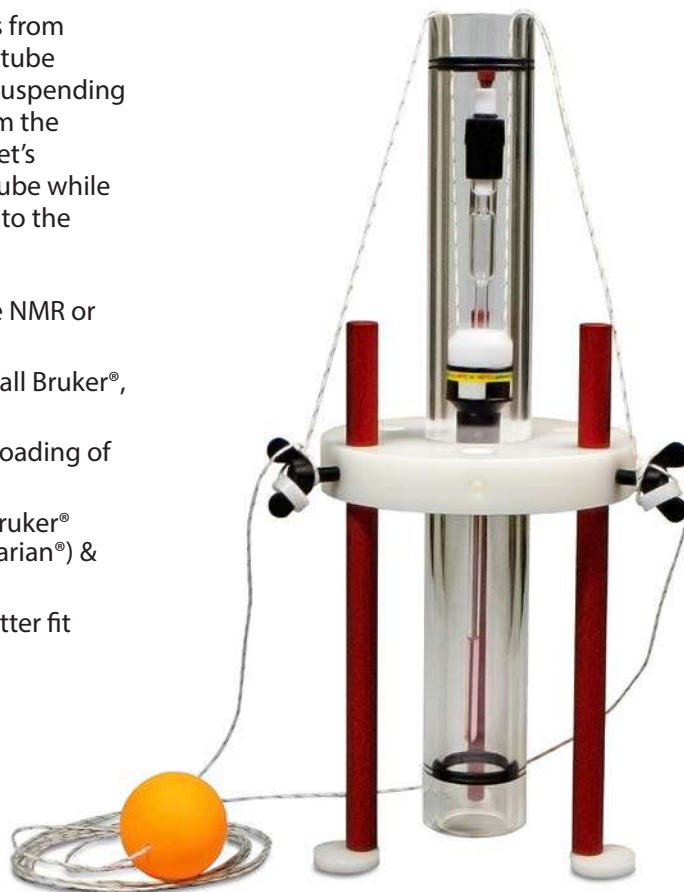 s from
tube
uspending
m the
et's
ube while
to the
e NMR or
all Bruker®,
oading of
ruker®
arian®) &
tter fit